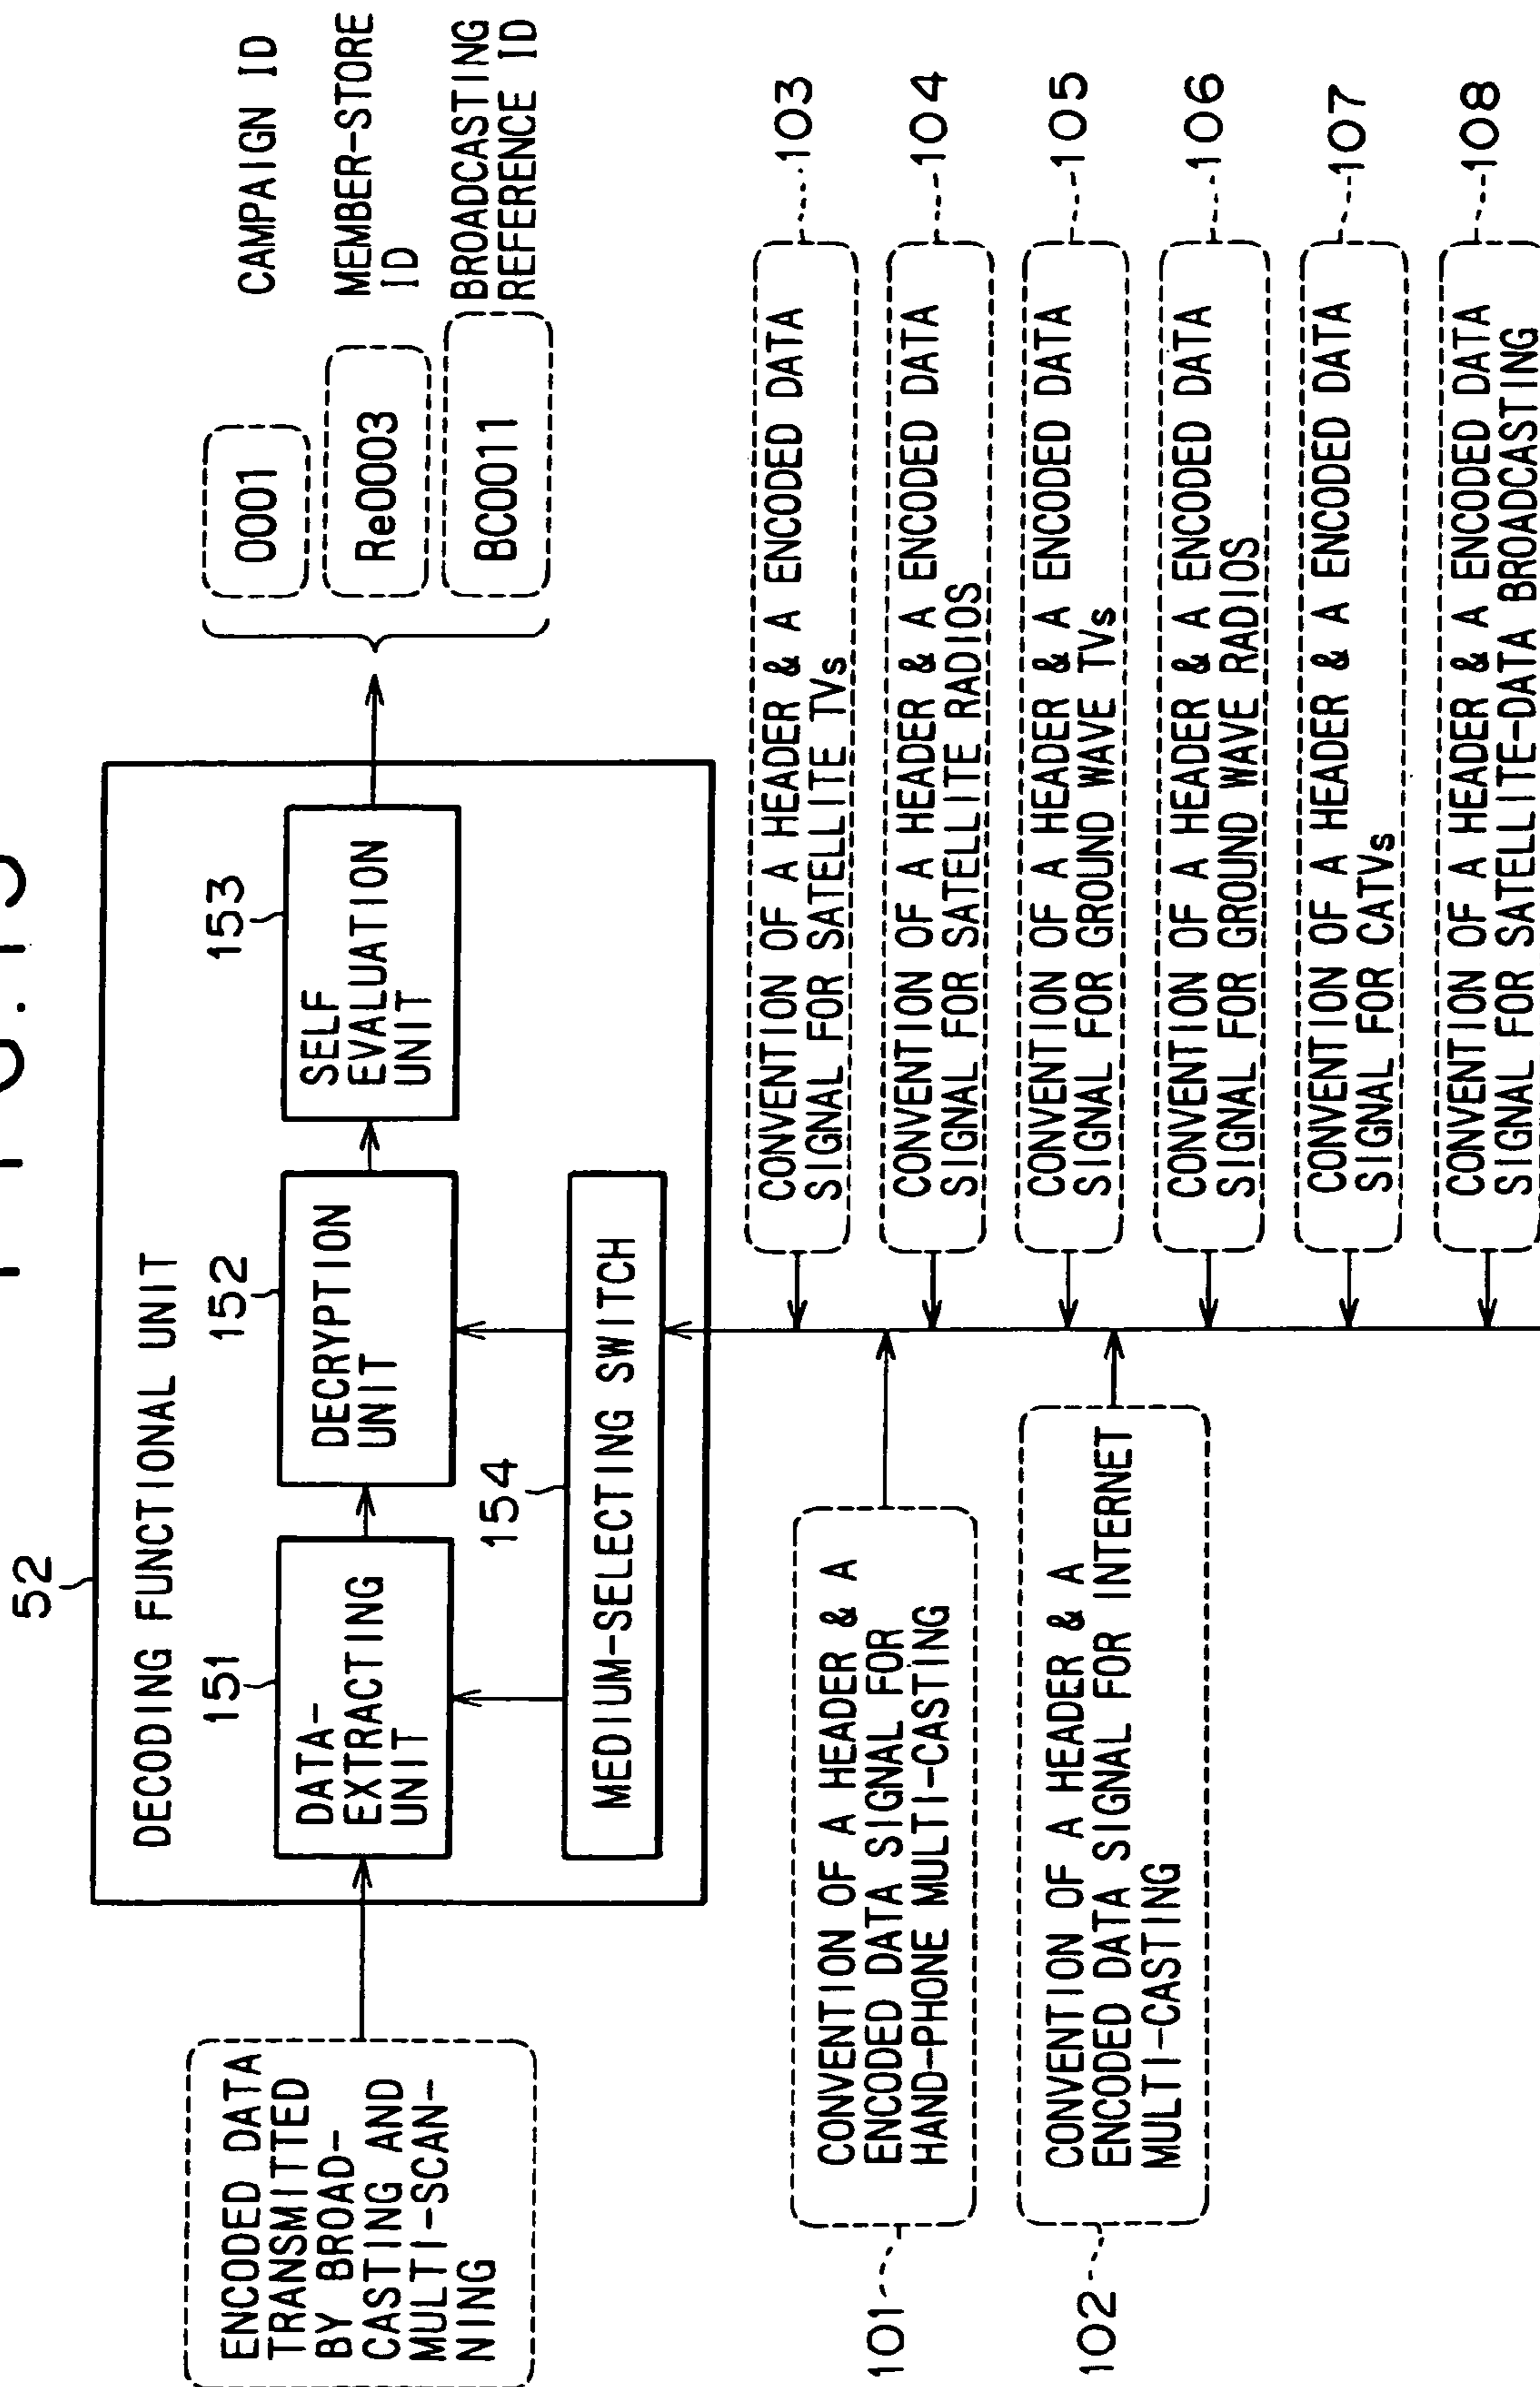 52
DECODING FUNCTIONAL UNIT
ENCODED DATA
TRANSMITTED
BY BROAD-
CASTING AND
MULTI-SCAN-
NING
151
DATA-
EXTRACTING
UNIT
152
DECRYPTION
UNIT
153
SELF
EVALUATION
UNIT
154
MEDIUM-SELECTING SWITCH
0001
CAMPAIGN ID
Re0003
MEMBER-STORE
ID
BC0011
BROADCASTING
REFERENCE ID
101
CONVENTION OF A HEADER & A
ENCODED DATA SIGNAL FOR
HAND-PHONE MULTI-CASTING
102
CONVENTION OF A HEADER & A
ENCODED DATA SIGNAL FOR INTERNET
MULTI-CASTING
CONVENTION OF A HEADER & A ENCODED DATA
SIGNAL FOR SATELLITE TVs
103
CONVENTION OF A HEADER & A ENCODED DATA
SIGNAL FOR SATELLITE RADIOS
104
CONVENTION OF A HEADER & A ENCODED DATA
SIGNAL FOR GROUND WAVE TVs
105
CONVENTION OF A HEADER & A ENCODED DATA
SIGNAL FOR GROUND WAVE RADIOS
106
CONVENTION OF A HEADER & A ENCODED DATA
SIGNAL FOR CATVs
107
CONVENTION OF A HEADER & A ENCODED DATA
SIGNAL FOR SATELLITE-DATA BROADCASTING
108